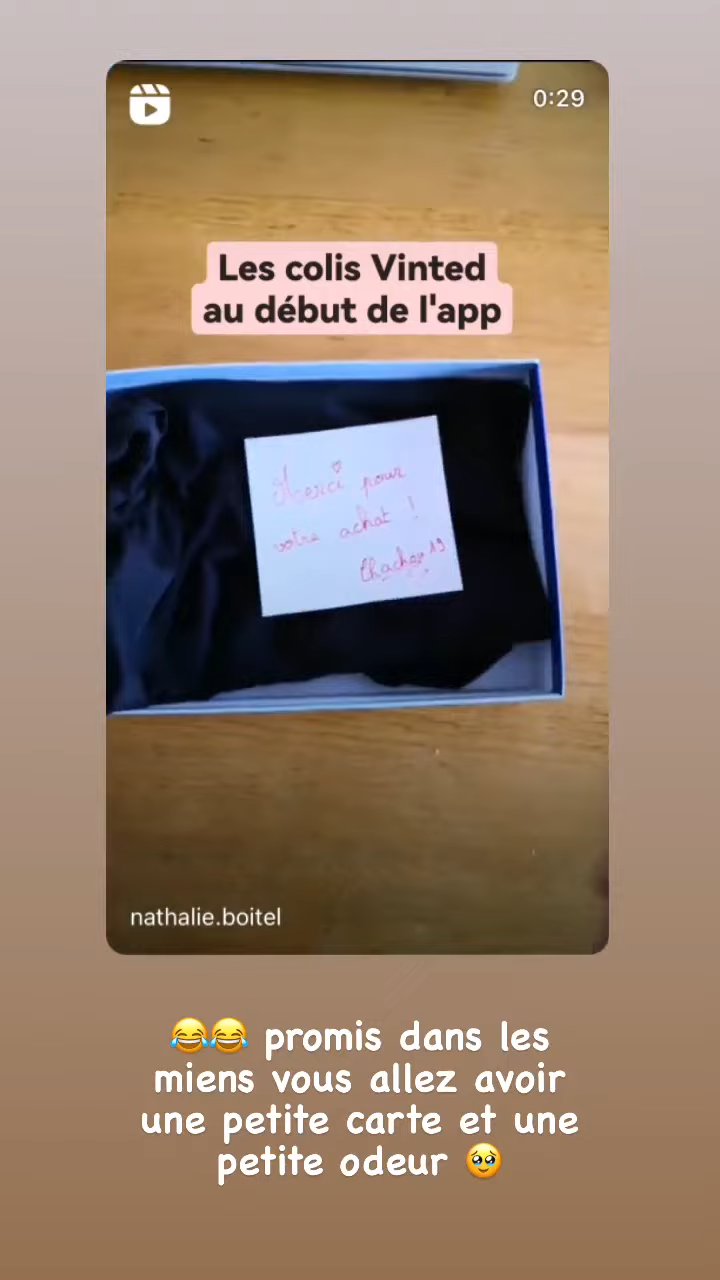 0:29
Les colis Vinted
au début de l'app
Merci pour
votre achat !
nathalie.boitel
😂😂 promis dans les
miens vous allez avoir
une petite carte et une
petite odeur 🥹